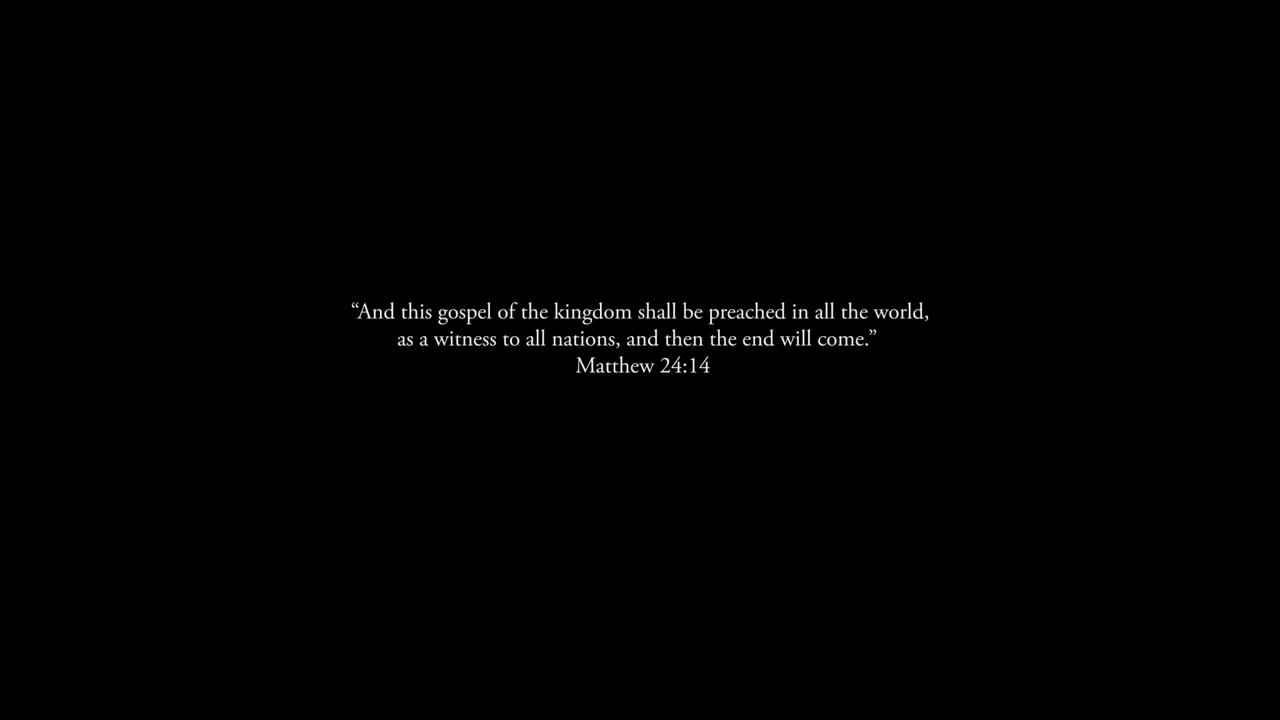 “And this gospel of the kingdom shall be preached in all the world,
as a witness to all nations, and then the end will come.”
Matthew 24:14